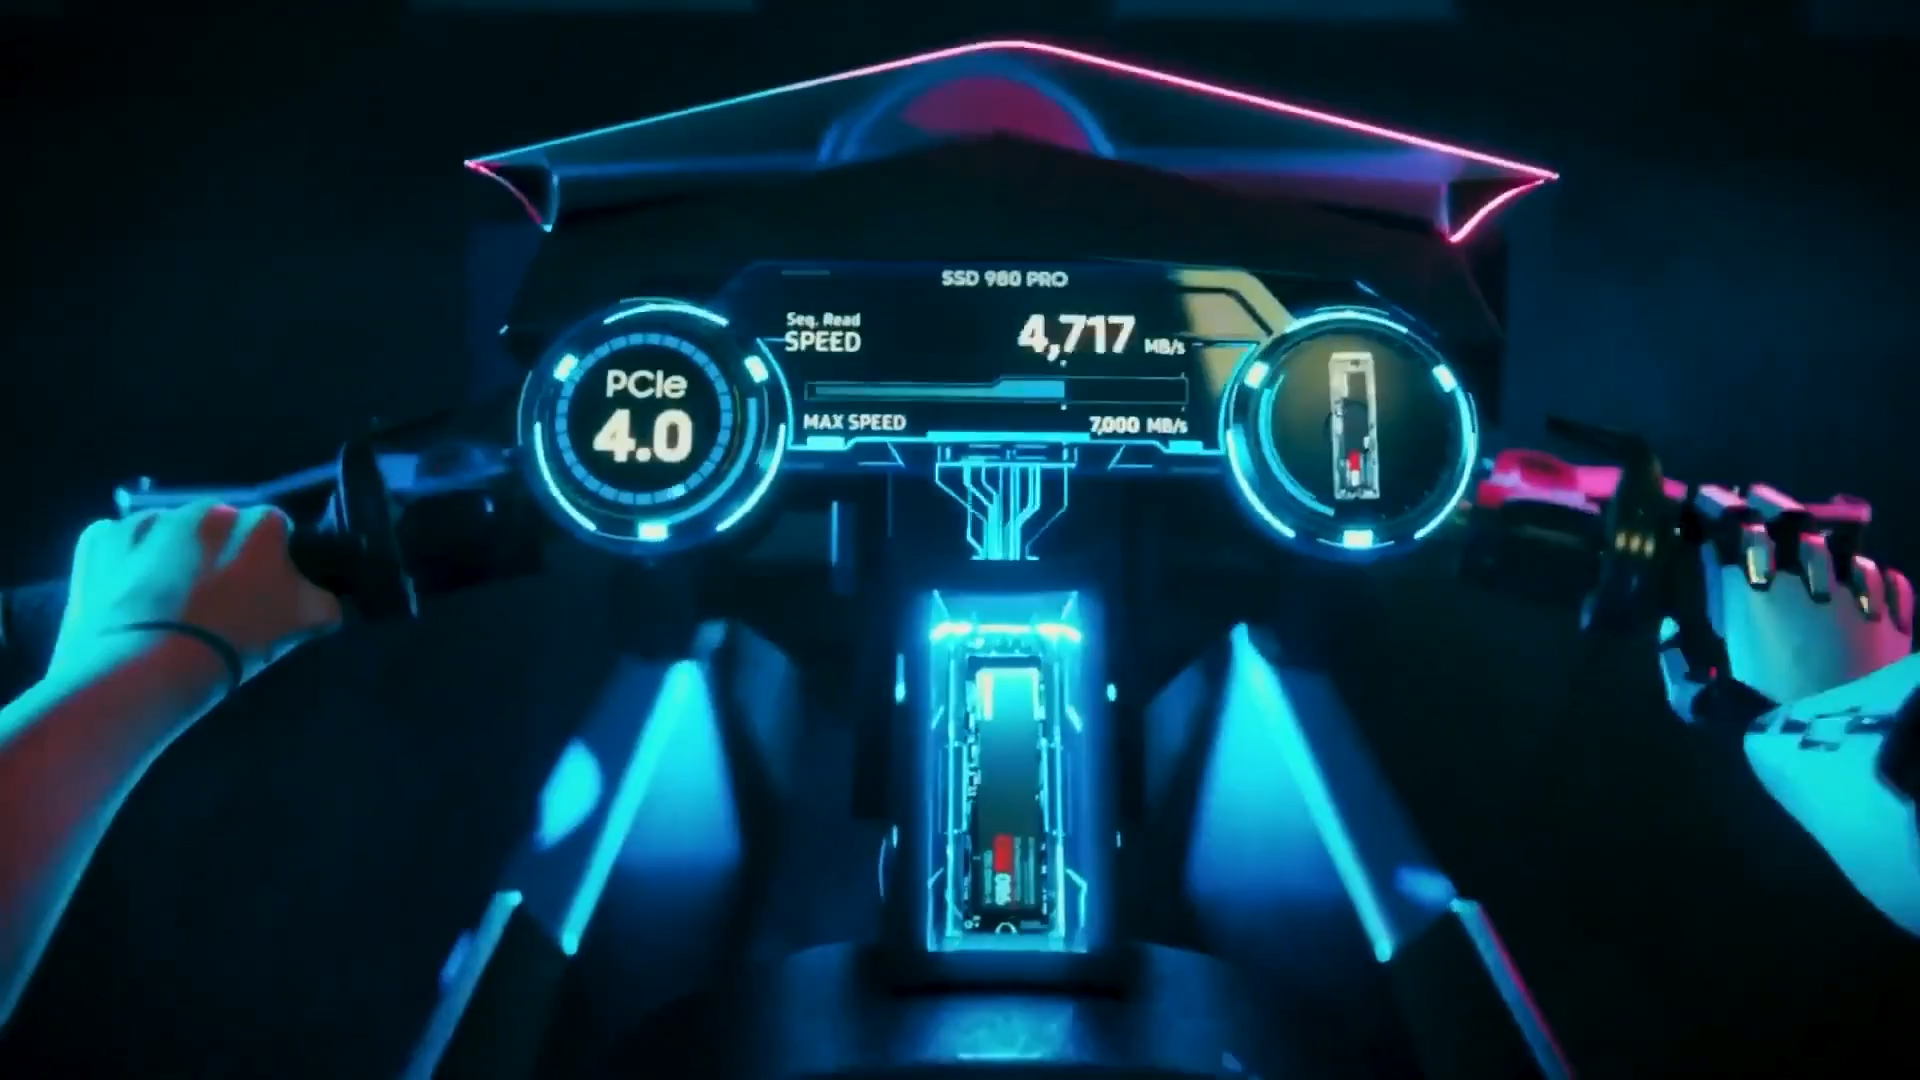 SSD 980 PRO
Seq. Read
SPEED
4,717 MB/s
MAX SPEED
7,000 MB/s
PCIe
4.0